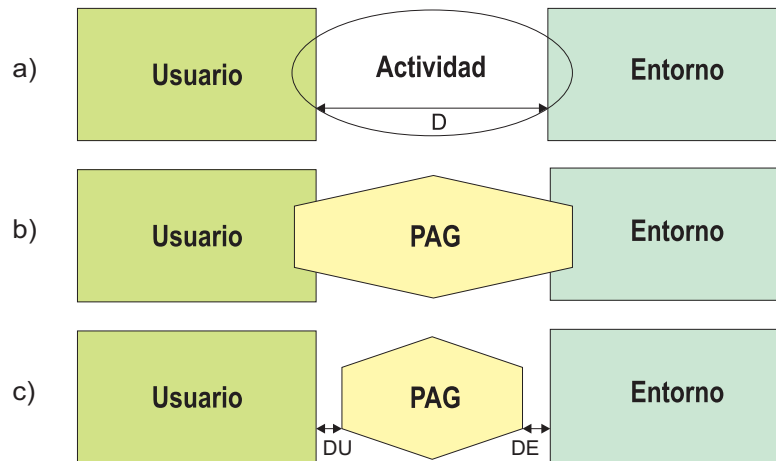 a) Usuario Actividad Entorno
D
b) Usuario PAG Entorno
c) Usuario PAG Entorno
DU DE